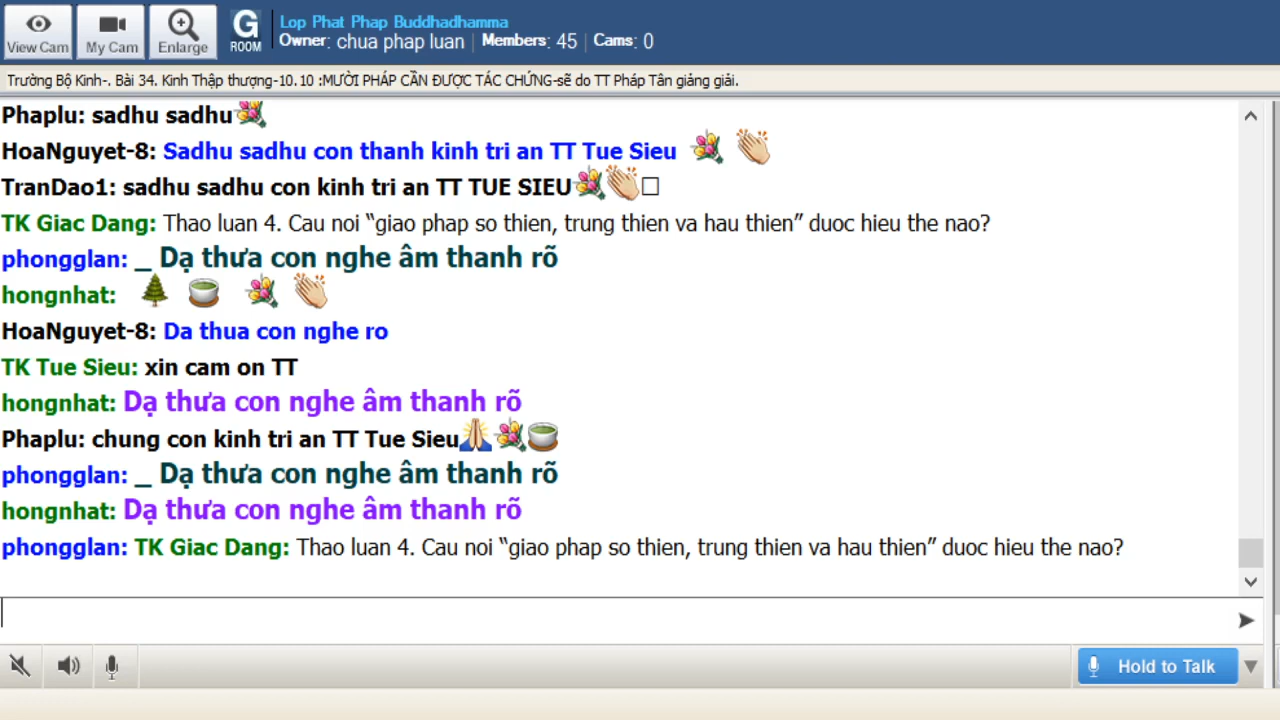 View Cam
My Cam
Enlarge
G ROOM
Lop Phat Phap Buddhadhamma
Owner: chua phap luan | Members: 45 | Cams: 0
Trường Bộ Kinh-. Bài 34. Kinh Thập thượng-10.10 :MƯỜI PHÁP CẦN ĐƯỢC TÁC CHỨNG-sẽ do TT Pháp Tân giảng giải.
Phaplu: sadhu sadhu
HoaNguyet-8: Sadhu sadhu con thanh kinh tri an TT Tue Sieu
TranDao1: sadhu sadhu con kinh tri an TT TUE SIEU
TK Giac Dang: Thao luan 4. Cau noi “giao phap so thien, trung thien va hau thien” duoc hieu the nao?
phongglan: _ Dạ thưa con nghe âm thanh rõ
hongnhat:
HoaNguyet-8: Da thua con nghe ro
TK Tue Sieu: xin cam on TT
hongnhat: Dạ thưa con nghe âm thanh rõ
Phaplu: chung con kinh tri an TT Tue Sieu
phongglan: _ Dạ thưa con nghe âm thanh rõ
hongnhat: Dạ thưa con nghe âm thanh rõ
phongglan: TK Giac Dang: Thao luan 4. Cau noi “giao phap so thien, trung thien va hau thien” duoc hieu the nao?
Hold to Talk